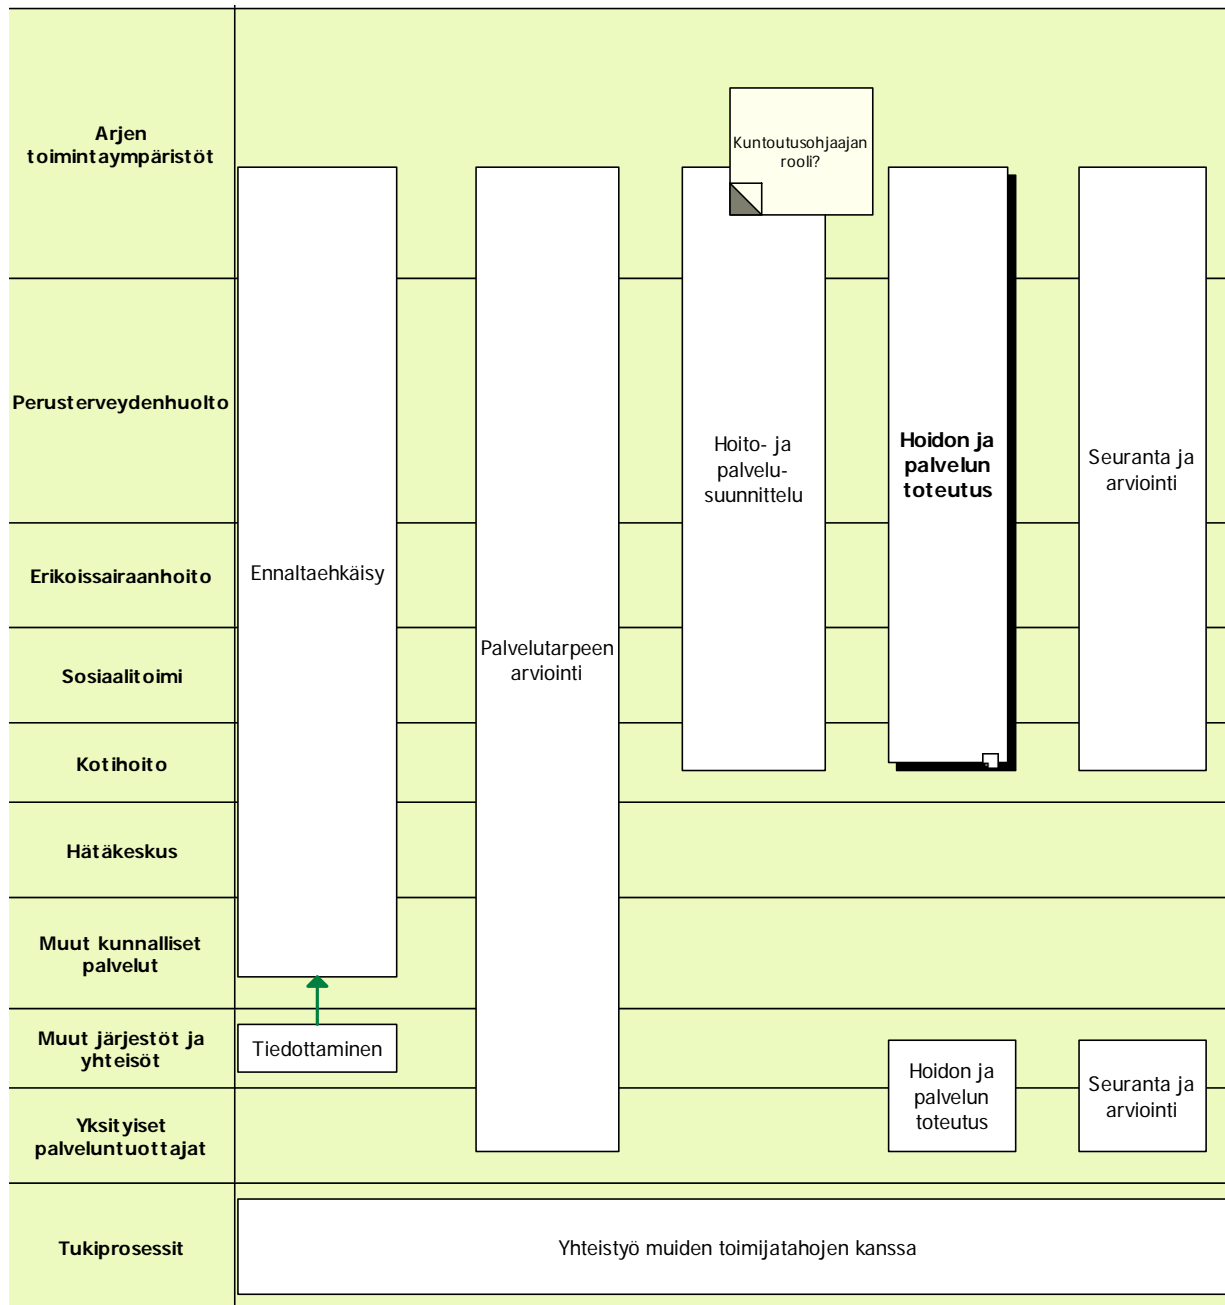 Arjen
toimintaympäristöt
Kuntoutusohjaajan
rooli?
Perusterveydenhuolto
Hoito- ja
palvelu-
suunnittelu
Hoidon ja
palvelun
toteutus
Seuranta ja
arviointi
Erikoissairaanhoito
Ennaltaehkäisy
Sosiaalitoimi
Palvelutarpeen
arviointi
Kotihoito
Hätäkeskus
Muut kunnalliset
palvelut
Muut järjestöt ja
yhteisöt
Tiedottaminen
Hoidon ja
palvelun
toteutus
Seuranta ja
arviointi
Yksityiset
palveluntuottajat
Tukiprosessit
Yhteistyö muiden toimijatahojen kanssa